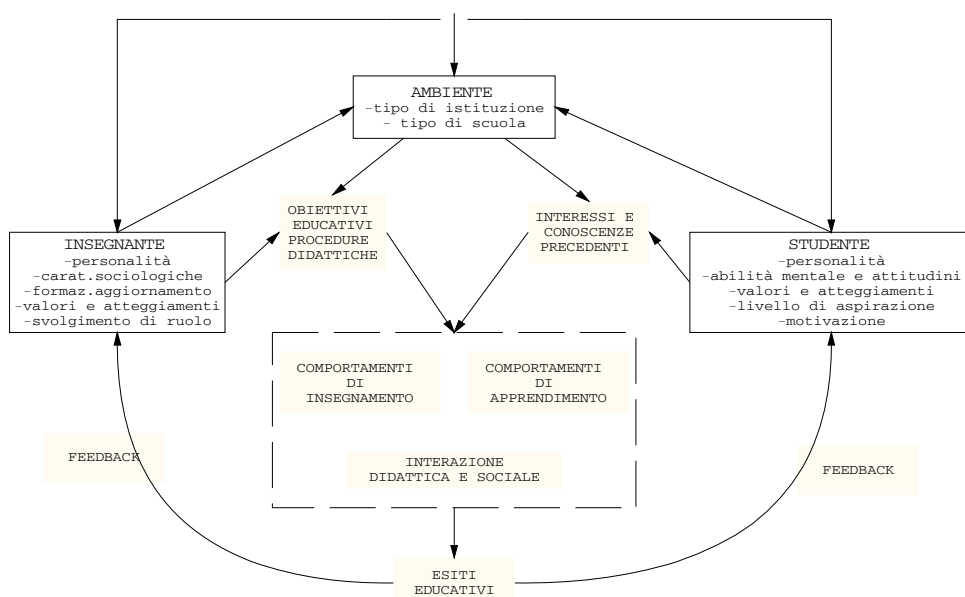 AMBIENTE
-tipo di istituzione
- tipo di scuola
OBIETTIVI
EDUCATIVI
PROCEDURE
DIDATTICHE
INTERESSI E
CONOSCENZE
PRECEDENTI
INSEGNANTE
-personalità
-carat.sociologiche
-formaz.aggiornamento
-valori e atteggiamenti
-svolgimento di ruolo
STUDENTE
-personalità
-abilità mentale e attitudini
-valori e atteggiamenti
-livello di aspirazione
-motivazione
COMPORTAMENTI
DI
INSEGNAMENTO
COMPORTAMENTI
DI
APPRENDIMENTO
INTERAZIONE
DIDATTICA E SOCIALE
FEEDBACK
FEEDBACK
ESITI
EDUCATIVI